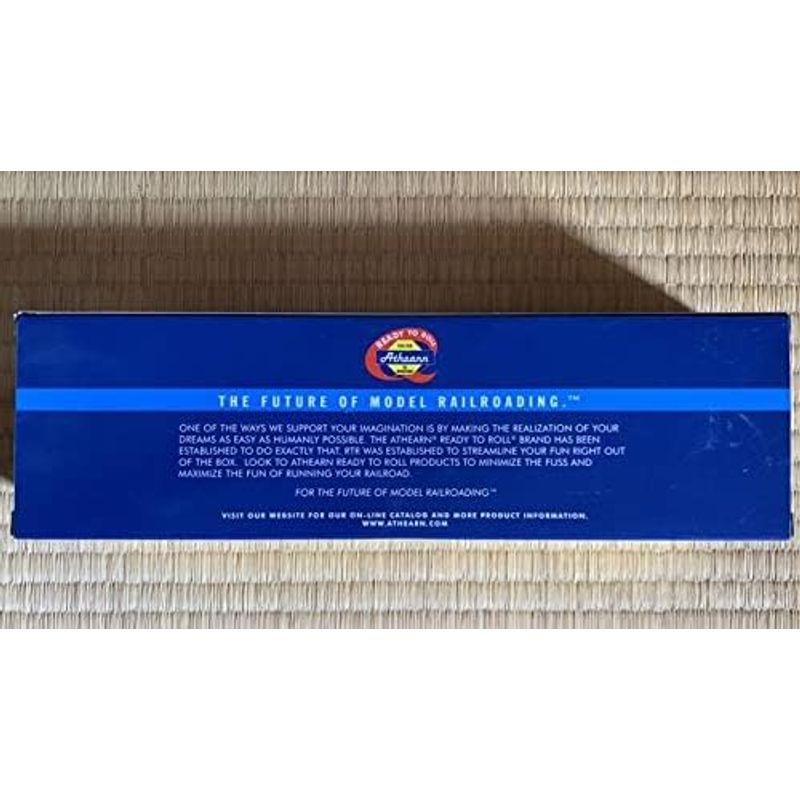 READY TO ROLL
Athearn
THE FUTURE OF MODEL RAILROADING.™
ONE OF THE WAYS WE SUPPORT YOUR IMAGINATION IS BY MAKING THE REALIZATION OF YOUR
DREAMS AS EASY AS HUMANLY POSSIBLE. THE ATHEARN® READY TO ROLL® BRAND HAS BEEN
ESTABLISHED TO DO EXACTLY THAT. RTR WAS ESTABLISHED TO STREAMLINE YOUR FUN RIGHT OUT
OF THE BOX. LOOK TO ATHEARN READY TO ROLL PRODUCTS TO MINIMIZE THE FUSS AND
MAXIMIZE THE FUN OF RUNNING YOUR RAILROAD.
FOR THE FUTURE OF MODEL RAILROADING™
VISIT OUR WEBSITE FOR OUR ON-LINE CATALOG AND MORE PRODUCT INFORMATION.
WWW.ATHEARN.COM